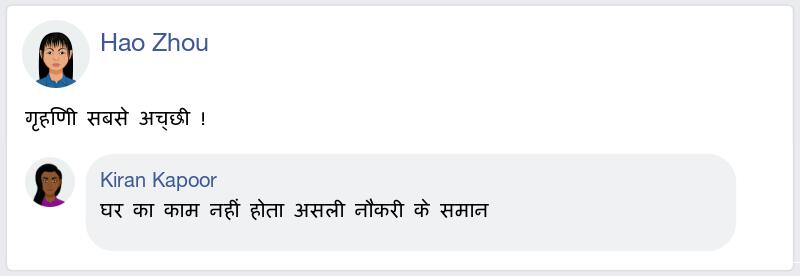 Hao Zhou
गृहणिी सबसे अच्छी !
Kiran Kapoor
घर का काम नहीं होता असली नौकरी के समान